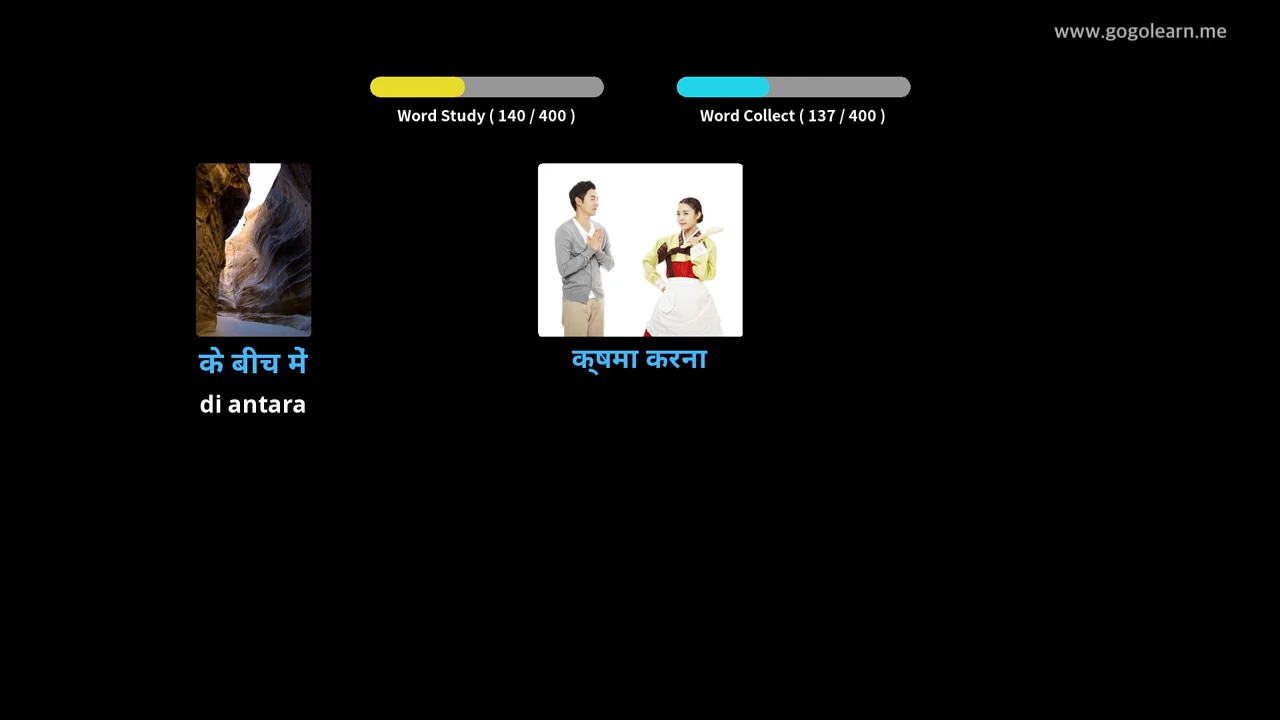 www.gogolearn.me
Word Study ( 140 / 400 )
Word Collect ( 137 / 400 )
के बीच में
di antara
क्षमा करना